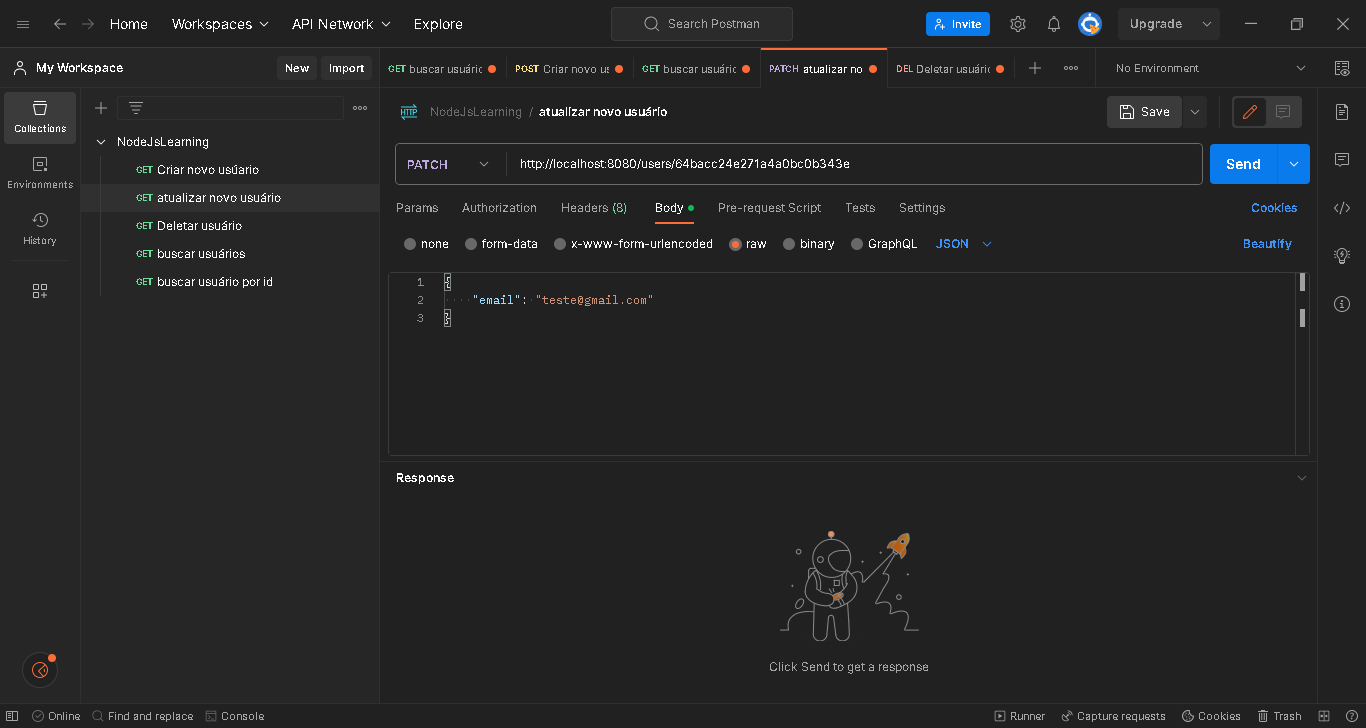 Home Workspaces API Network Explore Search Postman Invite Upgrade
My Workspace New Import
GET buscar usuário POST Criar novo us GET buscar usuário PATCH atualizar no DEL Deletar usuário No Environment
Collections
Environments
History
NodeJsLearning
GET Criar novo usúario
GET atualizar novo usuário
GET Deletar usuário
GET buscar usuários
GET buscar usuário por id
HTTP NodeJsLearning / atualizar novo usuário Save
PATCH http://localhost:8080/users/64bacc24e271a4a0bc0b343e Send
Params Authorization Headers (8) Body Pre-request Script Tests Settings Cookies
none form-data x-www-form-urlencoded raw binary GraphQL JSON Beautify
1 {
2 "email": "teste@gmail.com"
3 }
Response
Click Send to get a response
Online Find and replace Console Runner Capture requests Cookies Trash